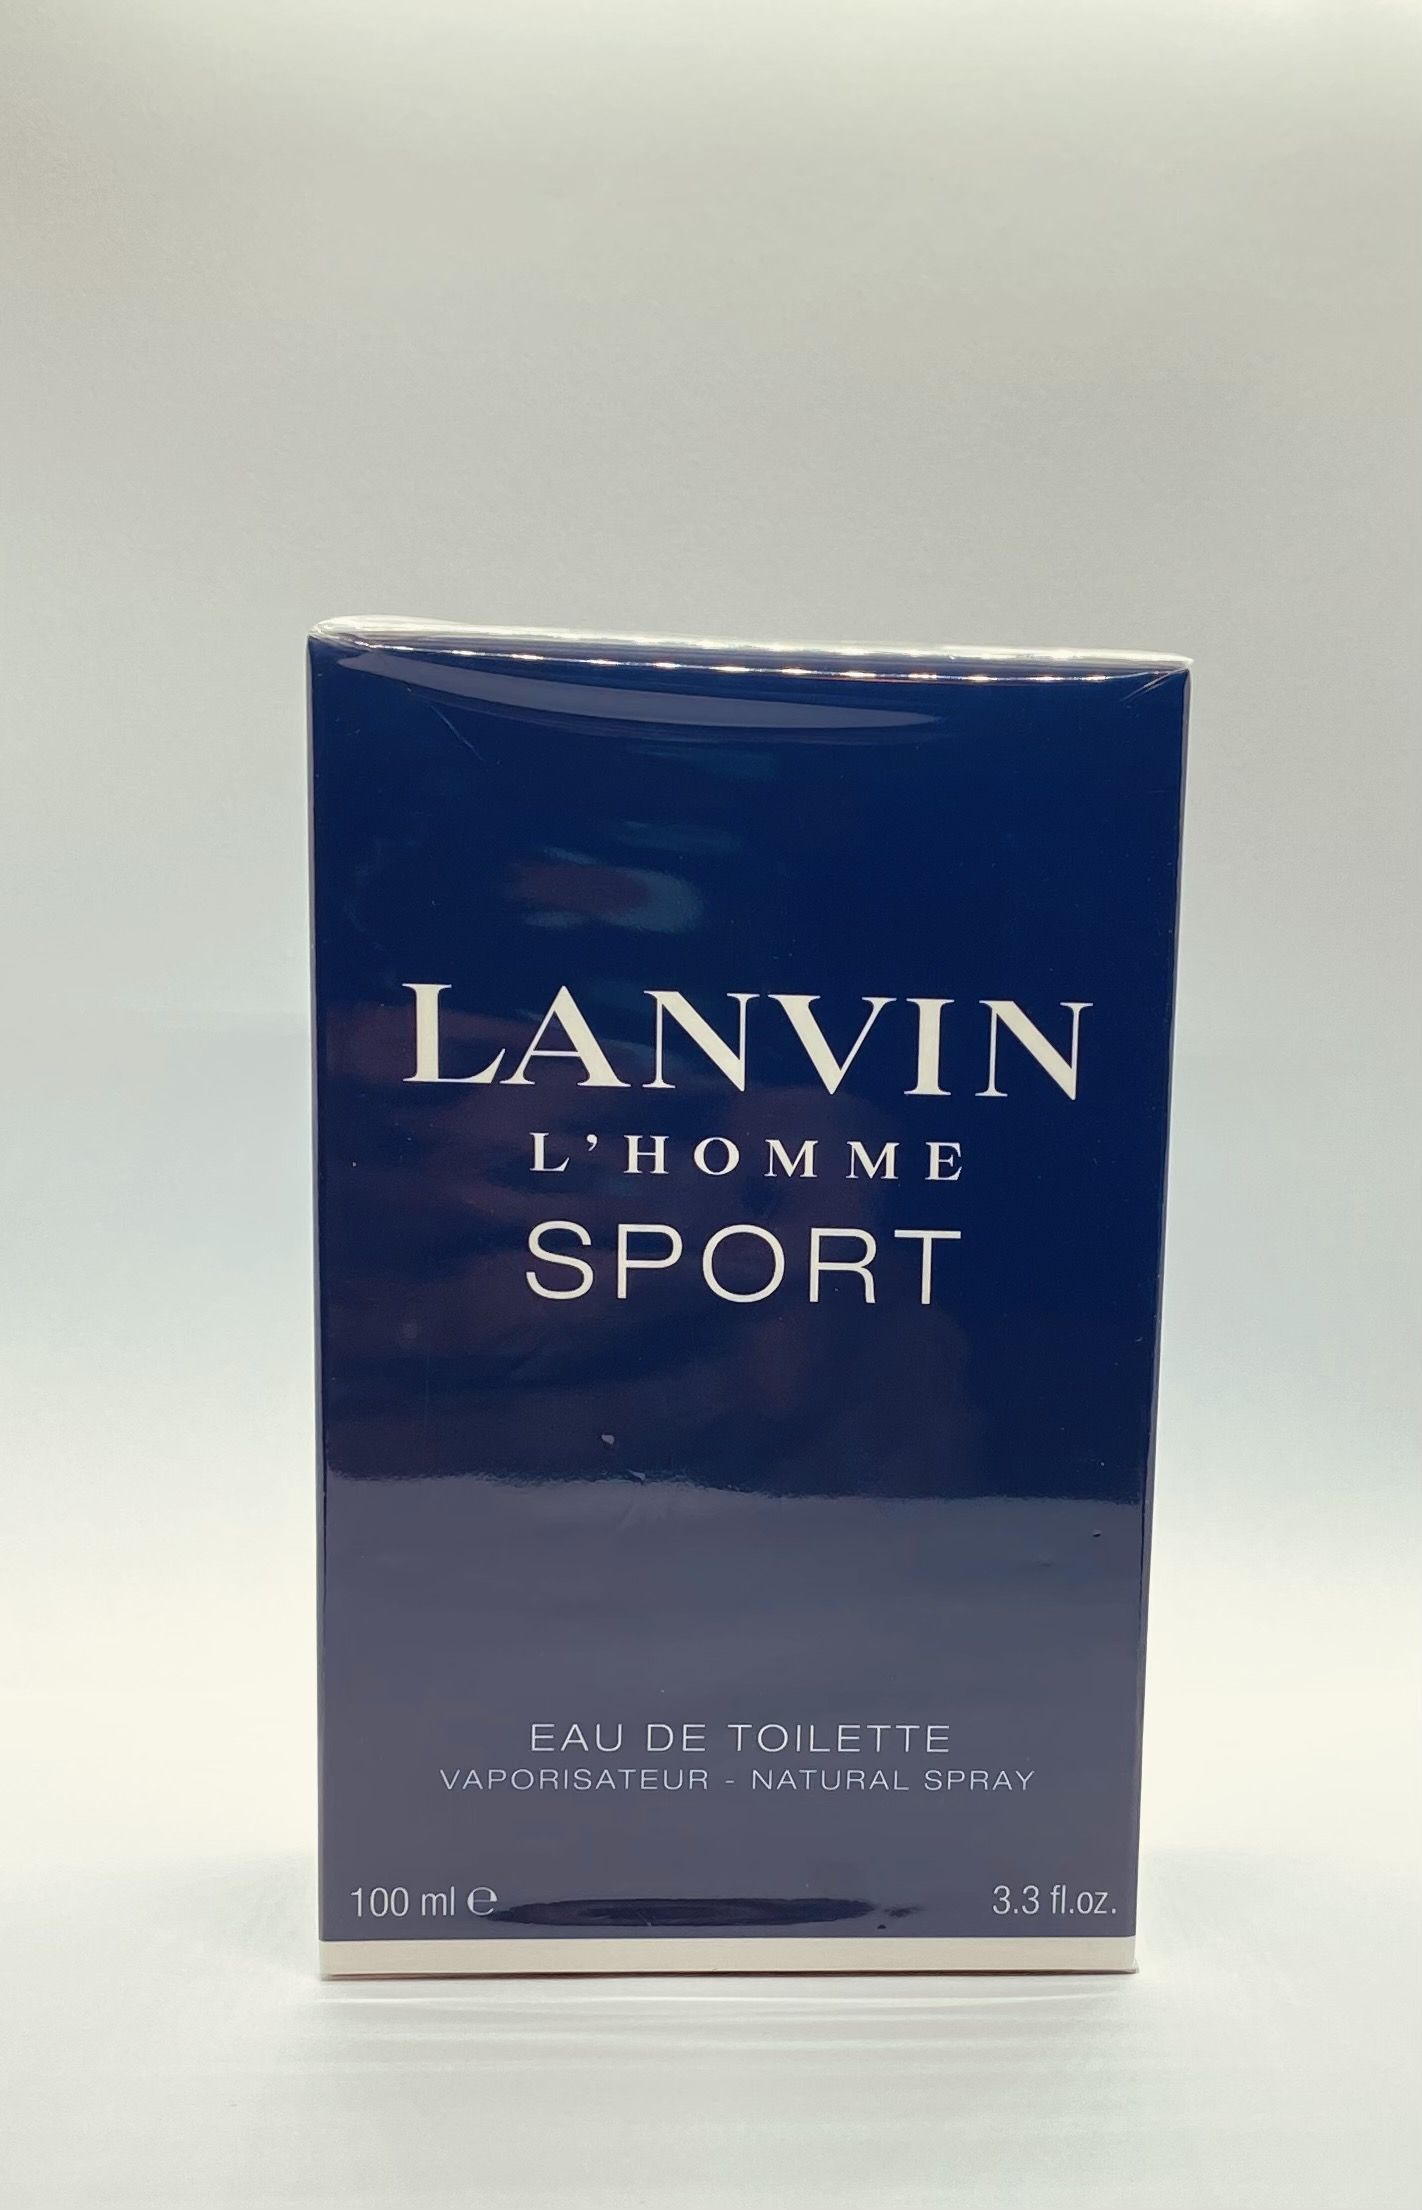 LANVIN
L'HOMME
SPORT
EAU DE TOILETTE
VAPORISATEUR - NATURAL SPRAY
100 ml ℮ 3.3 fl.oz.